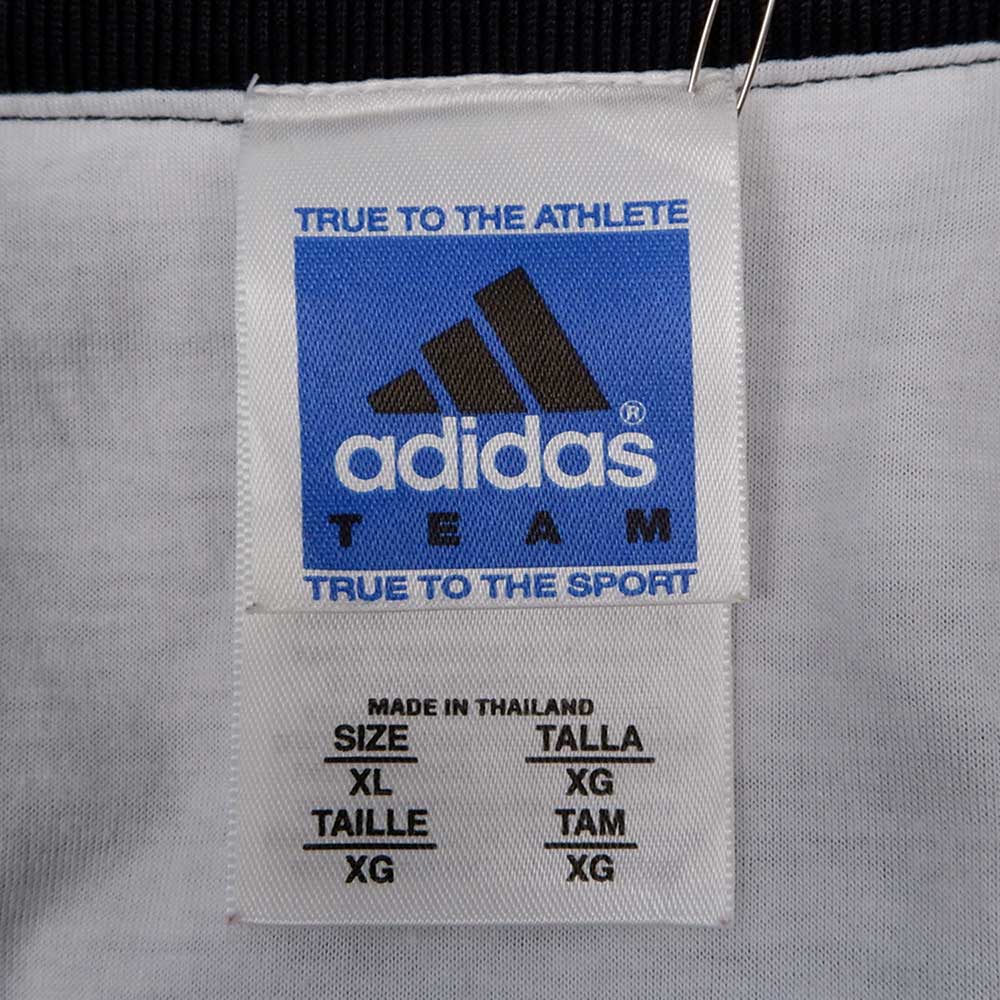 TRUE TO THE ATHLETE
adidas®
TEAM
TRUE TO THE SPORT
MADE IN THAILAND
SIZE TALLA
XL XG
TAILLE TAM
XG XG